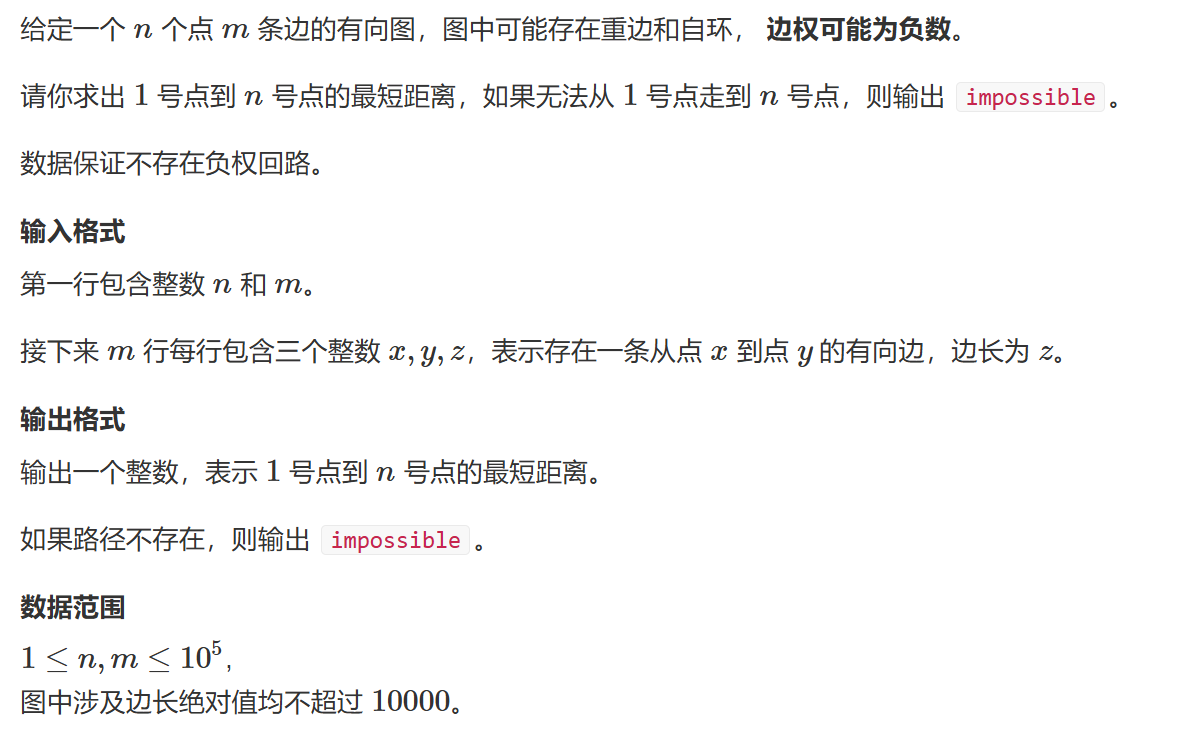 给定一个 n 个点 m 条边的有向图，图中可能存在重边和自环， 边权可能为负数。
请你求出 1 号点到 n 号点的最短距离，如果无法从 1 号点走到 n 号点，则输出 impossible 。
数据保证不存在负权回路。
输入格式
第一行包含整数 n 和 m。
接下来 m 行每行包含三个整数 x, y, z，表示存在一条从点 x 到点 y 的有向边，边长为 z。
输出格式
输出一个整数，表示 1 号点到 n 号点的最短距离。
如果路径不存在，则输出 impossible 。
数据范围
1 ≤ n, m ≤ 10⁵，
图中涉及边长绝对值均不超过 10000。